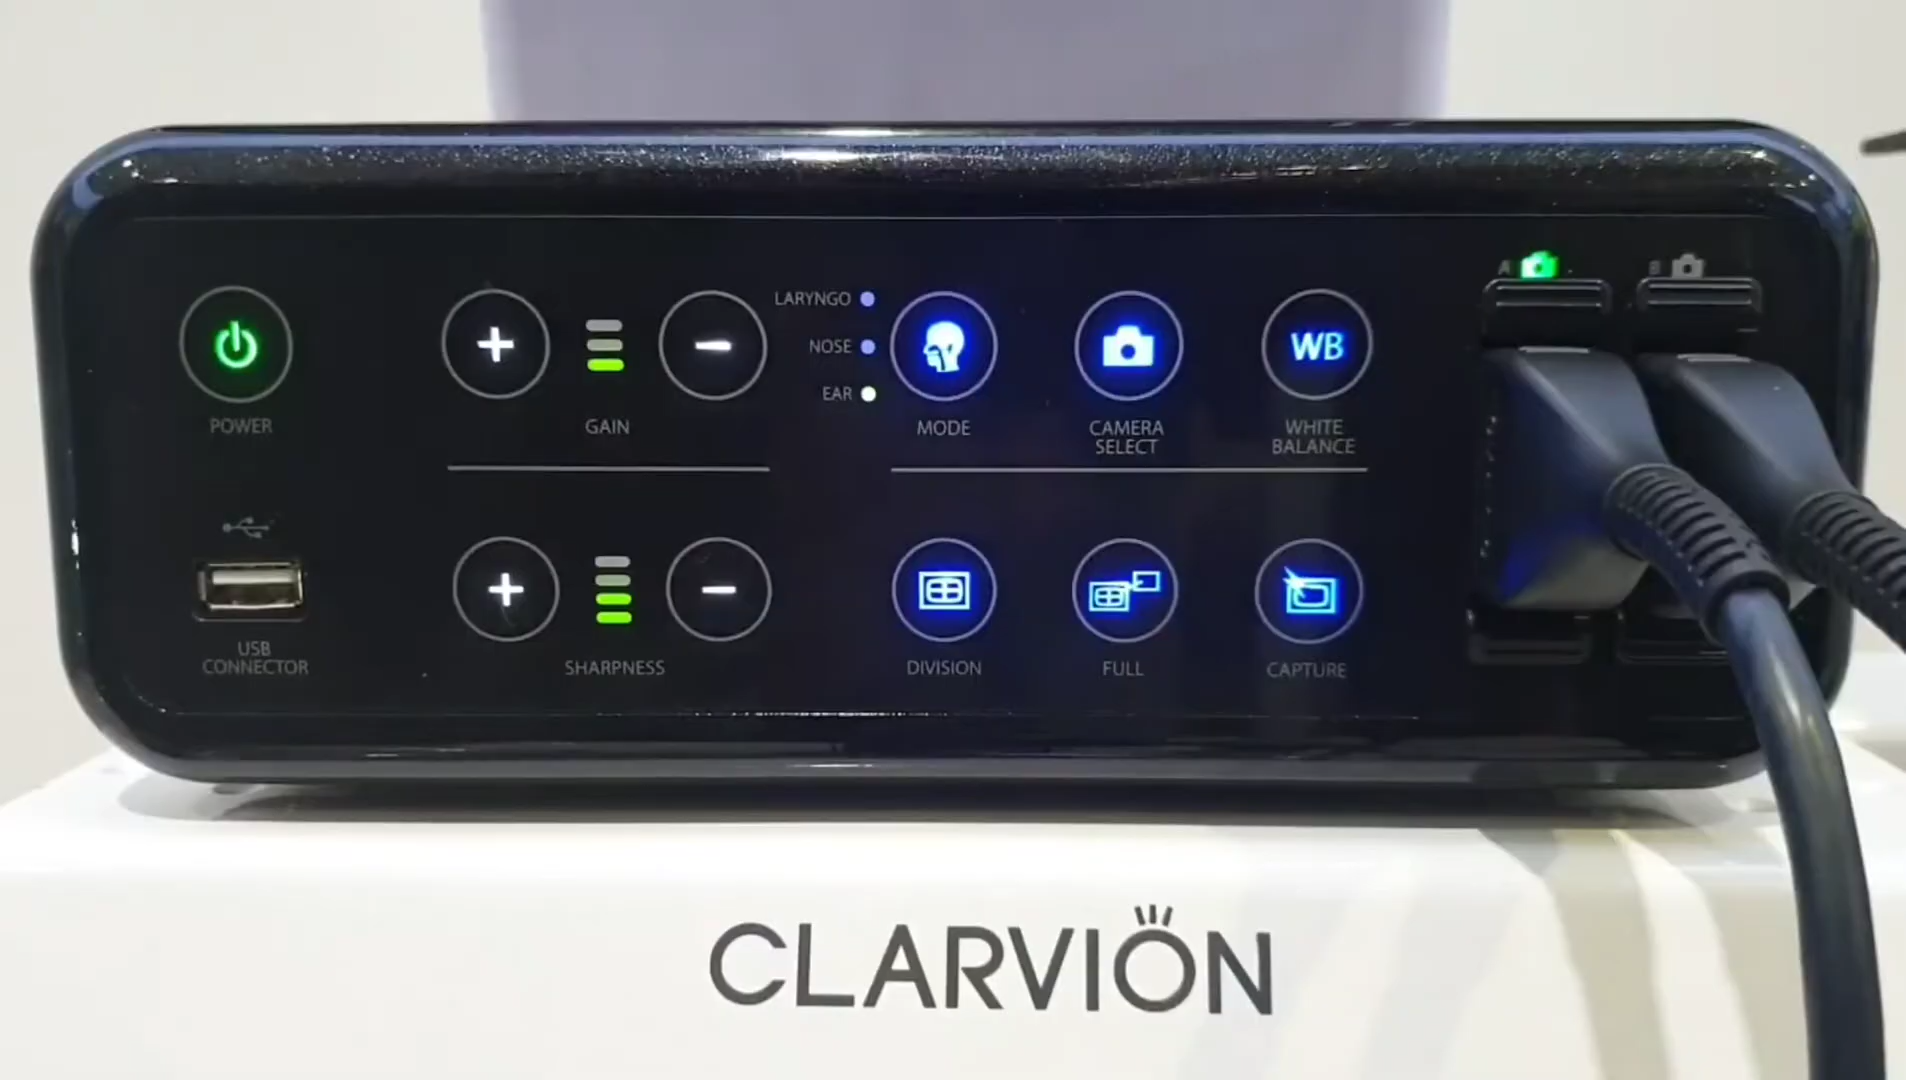 A
B
LARYNGO
NOSE
EAR
WB
POWER
GAIN
MODE
CAMERA
SELECT
WHITE
BALANCE
USB
CONNECTOR
SHARPNESS
DIVISION
FULL
CAPTURE
CLARVION